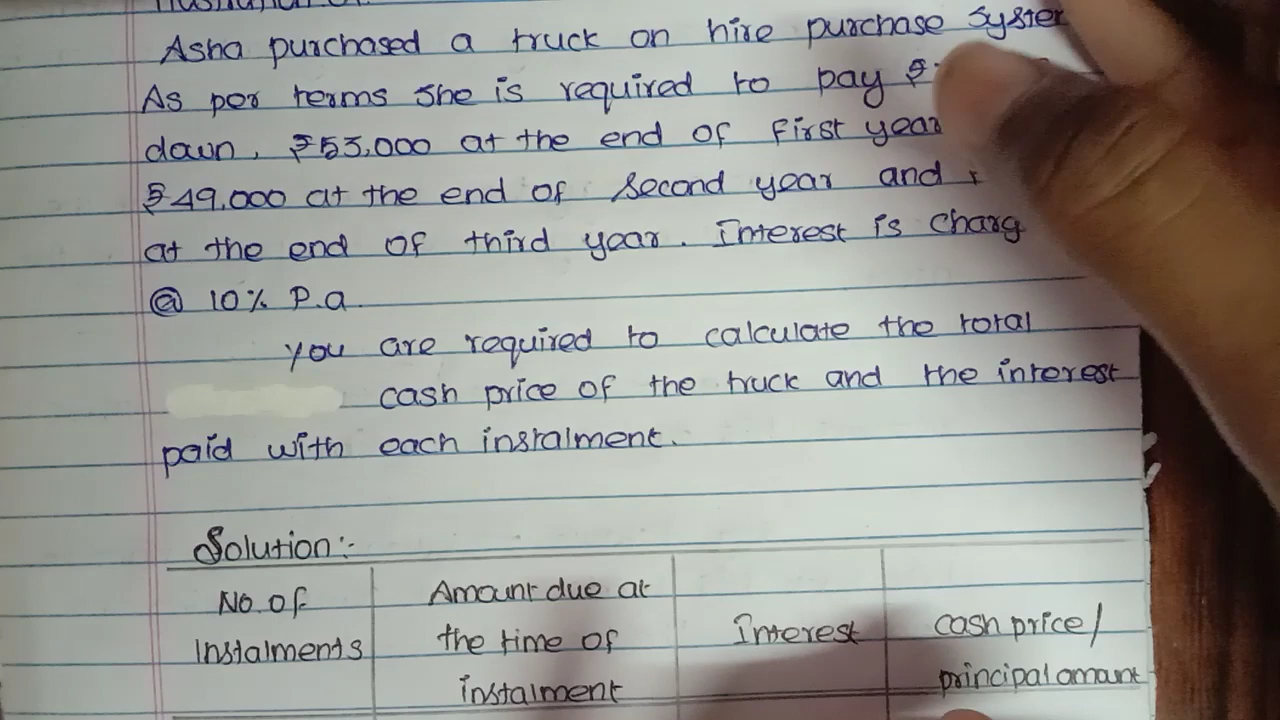 Asha purchased a truck on hire purchase Syster
As per terms she is required to pay ₹
down, ₹53,000 at the end of First year
₹49,000 at the end of second year and
at the end of third year. Interest is charg
@ 10% P.a.
you are required to calculate the total
cash price of the truck and the interest
paid with each instalment.
Solution:-
No. of
Instalments
Amount due at
the time of
instalment
Interest
cash price/
principal amount